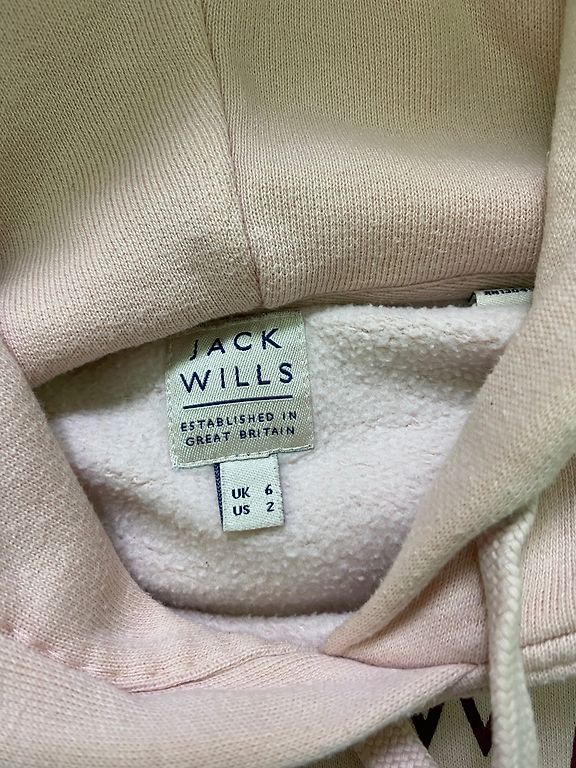 JACK
WILLS
ESTABLISHED IN
GREAT BRITAIN
UK 6
US 2